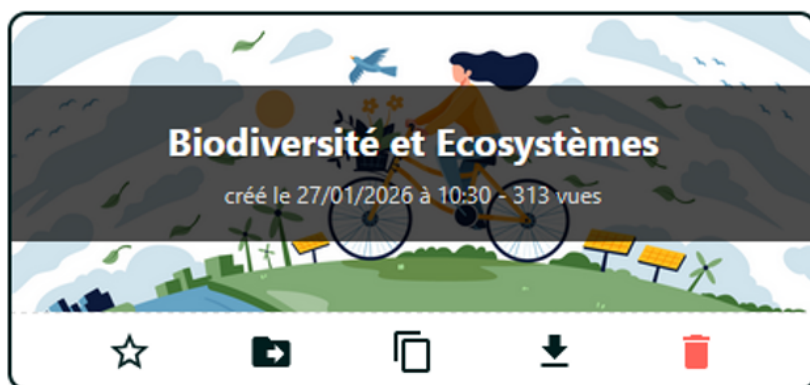 Biodiversité et Ecosystèmes
créé le 27/01/2026 à 10:30 - 313 vues